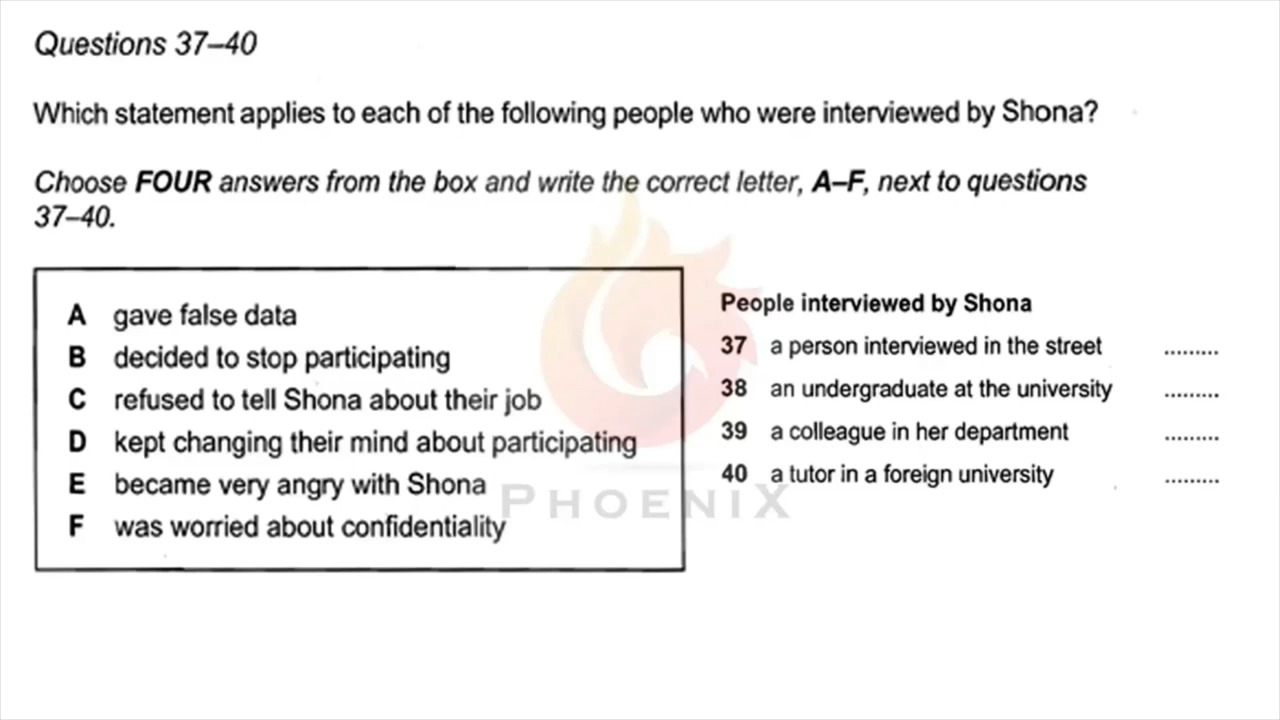 Questions 37–40
Which statement applies to each of the following people who were interviewed by Shona?
Choose FOUR answers from the box and write the correct letter, A–F, next to questions
37–40.
A gave false data
B decided to stop participating
C refused to tell Shona about their job
D kept changing their mind about participating
E became very angry with Shona
F was worried about confidentiality
People interviewed by Shona
37 a person interviewed in the street .........
38 an undergraduate at the university .........
39 a colleague in her department .........
40 a tutor in a foreign university .........
PHOENIX